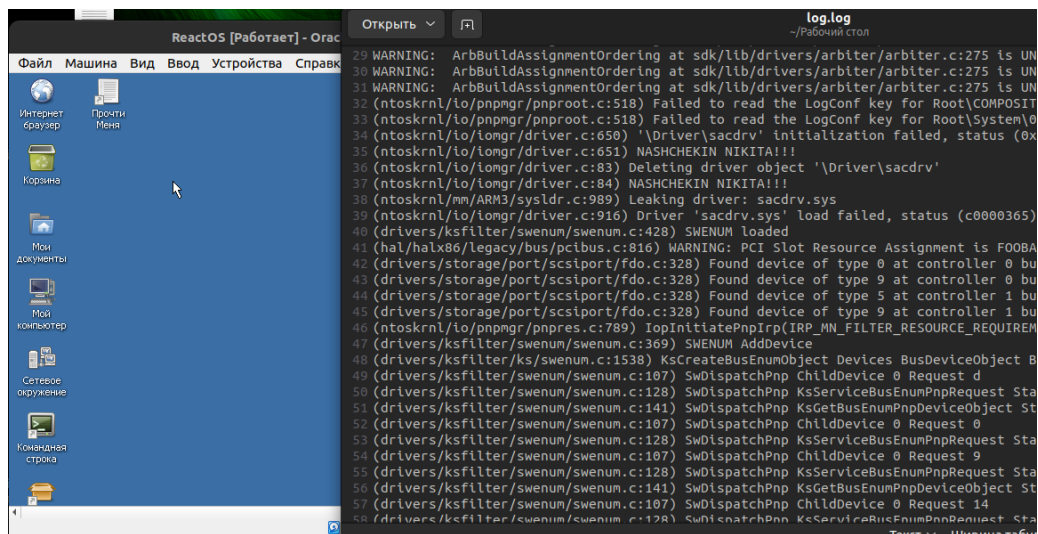 ReactOS [Работает] - Orac
Файл Машина Вид Ввод Устройства Справк
Интернет
браузер
Прочти
Меня
Корзина
Мои
документы
Мой
компьютер
Сетевое
окружение
Командная
строка
Открыть
log.log
~/Рабочий стол
29 WARNING:  ArbBuildAssignmentOrdering at sdk/lib/drivers/arbiter/arbiter.c:275 is UN
30 WARNING:  ArbBuildAssignmentOrdering at sdk/lib/drivers/arbiter/arbiter.c:275 is UN
31 WARNING:  ArbBuildAssignmentOrdering at sdk/lib/drivers/arbiter/arbiter.c:275 is UN
32 (ntoskrnl/io/pnpmgr/pnproot.c:518) Failed to read the LogConf key for Root\COMPOSIT
33 (ntoskrnl/io/pnpmgr/pnproot.c:518) Failed to read the LogConf key for Root\System\0
34 (ntoskrnl/io/iomgr/driver.c:650) '\Driver\sacdrv' initialization failed, status (0x
35 (ntoskrnl/io/iomgr/driver.c:651) NASHCHEKIN NIKITA!!!
36 (ntoskrnl/io/iomgr/driver.c:83) Deleting driver object '\Driver\sacdrv'
37 (ntoskrnl/io/iomgr/driver.c:84) NASHCHEKIN NIKITA!!!
38 (ntoskrnl/mm/ARM3/sysldr.c:989) Leaking driver: sacdrv.sys
39 (ntoskrnl/io/iomgr/driver.c:916) Driver 'sacdrv.sys' load failed, status (c0000365)
40 (drivers/ksfilter/swenum/swenum.c:428) SWENUM loaded
41 (hal/halx86/legacy/bus/pcibus.c:816) WARNING: PCI Slot Resource Assignment is FOOBA
42 (drivers/storage/port/scsiport/fdo.c:328) Found device of type 0 at controller 0 bu
43 (drivers/storage/port/scsiport/fdo.c:328) Found device of type 9 at controller 0 bu
44 (drivers/storage/port/scsiport/fdo.c:328) Found device of type 5 at controller 1 bu
45 (drivers/storage/port/scsiport/fdo.c:328) Found device of type 9 at controller 1 bu
46 (ntoskrnl/io/pnpmgr/pnpres.c:789) IopInitiatePnpIrp(IRP_MN_FILTER_RESOURCE_REQUIREM
47 (drivers/ksfilter/swenum/swenum.c:369) SWENUM AddDevice
48 (drivers/ksfilter/ks/swenum.c:1538) KsCreateBusEnumObject Devices BusDeviceObject B
49 (drivers/ksfilter/swenum/swenum.c:107) SwDispatchPnp ChildDevice 0 Request d
50 (drivers/ksfilter/swenum/swenum.c:128) SwDispatchPnp KsServiceBusEnumPnpRequest Sta
51 (drivers/ksfilter/swenum/swenum.c:141) SwDispatchPnp KsGetBusEnumPnpDeviceObject St
52 (drivers/ksfilter/swenum/swenum.c:107) SwDispatchPnp ChildDevice 0 Request 0
53 (drivers/ksfilter/swenum/swenum.c:128) SwDispatchPnp KsServiceBusEnumPnpRequest Sta
54 (drivers/ksfilter/swenum/swenum.c:107) SwDispatchPnp ChildDevice 0 Request 9
55 (drivers/ksfilter/swenum/swenum.c:128) SwDispatchPnp KsServiceBusEnumPnpRequest Sta
56 (drivers/ksfilter/swenum/swenum.c:141) SwDispatchPnp KsGetBusEnumPnpDeviceObject St
57 (drivers/ksfilter/swenum/swenum.c:107) SwDispatchPnp ChildDevice 0 Request 14
58 (drivers/ksfilter/swenum/swenum.c:128) SwDispatchPnp KsServiceBusEnumPnpRequest Sta